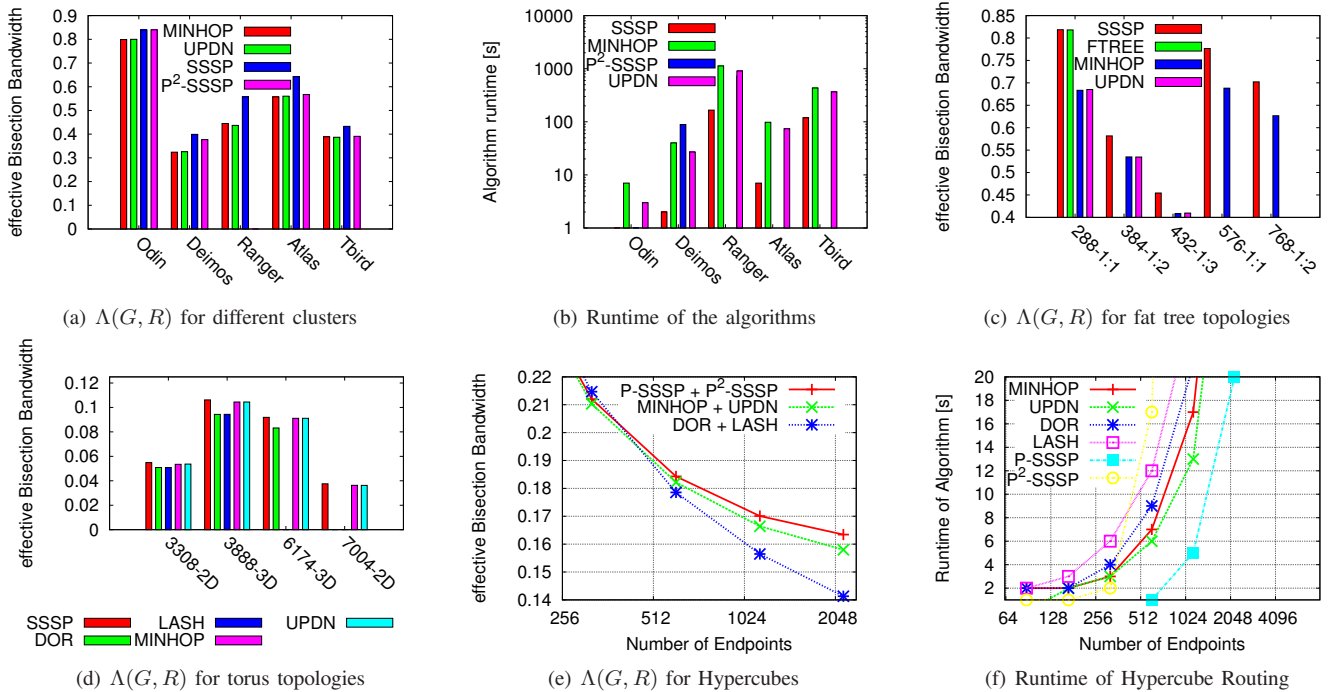 effective Bisection Bandwidth
0.9
0.8
0.7
0.6
0.5
0.4
0.3
0.2
0.1
0
MINHOP
UPDN
SSSP
P²-SSSP
Odin
Deimos
Ranger
Atlas
Tbird
(a) Λ(G, R) for different clusters
Algorithm runtime [s]
10000
1000
100
10
1
SSSP
MINHOP
P²-SSSP
UPDN
Odin
Deimos
Ranger
Atlas
Tbird
(b) Runtime of the algorithms
effective Bisection Bandwidth
0.85
0.8
0.75
0.7
0.65
0.6
0.55
0.5
0.45
0.4
SSSP
FTREE
MINHOP
UPDN
288-1:1
384-1:2
432-1:3
576-1:1
768-1:2
(c) Λ(G, R) for fat tree topologies
effective Bisection Bandwidth
0.12
0.1
0.08
0.06
0.04
0.02
0
3308-2D
3888-3D
6174-3D
7004-2D
SSSP
LASH
UPDN
DOR
MINHOP
(d) Λ(G, R) for torus topologies
effective Bisection Bandwidth
0.22
0.21
0.2
0.19
0.18
0.17
0.16
0.15
0.14
P-SSSP + P²-SSSP
MINHOP + UPDN
DOR + LASH
256
512
1024
2048
Number of Endpoints
(e) Λ(G, R) for Hypercubes
Runtime of Algorithm [s]
20
18
16
14
12
10
8
6
4
2
MINHOP
UPDN
DOR
LASH
P-SSSP
P²-SSSP
64
128
256
512
1024
2048
4096
Number of Endpoints
(f) Runtime of Hypercube Routing